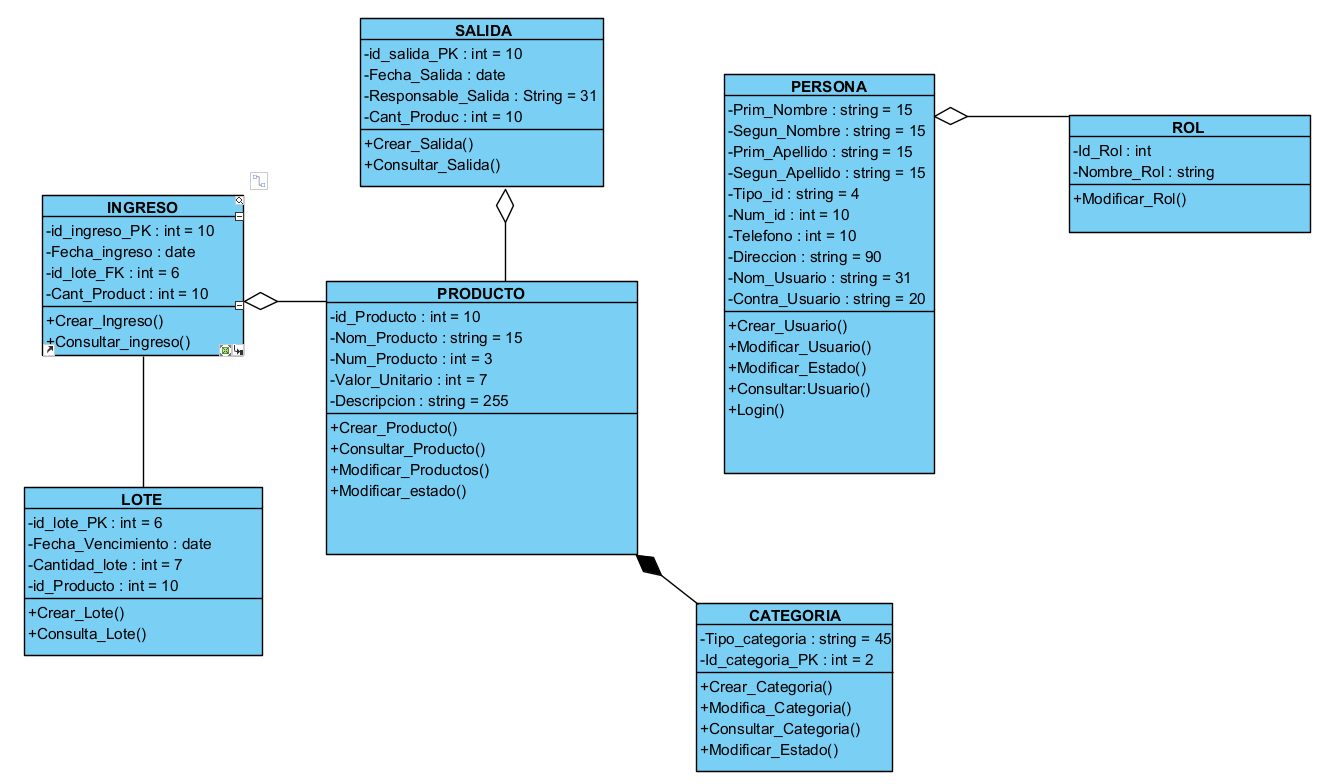 SALIDA
-id_salida_PK : int = 10
-Fecha_Salida : date
-Responsable_Salida : String = 31
-Cant_Produc : int = 10
+Crear_Salida()
+Consultar_Salida()
PERSONA
-Prim_Nombre : string = 15
-Segun_Nombre : string = 15
-Prim_Apellido : string = 15
-Segun_Apellido : string = 15
-Tipo_id : string = 4
-Num_id : int = 10
-Telefono : int = 10
-Direccion : string = 90
-Nom_Usuario : string = 31
-Contra_Usuario : string = 20
+Crear_Usuario()
+Modificar_Usuario()
+Modificar_Estado()
+Consultar:Usuario()
+Login()
ROL
-Id_Rol : int
-Nombre_Rol : string
+Modificar_Rol()
INGRESO
-id_ingreso_PK : int = 10
-Fecha_ingreso : date
-id_lote_FK : int = 6
-Cant_Product : int = 10
+Crear_Ingreso()
+Consultar_ingreso()
PRODUCTO
-id_Producto : int = 10
-Nom_Producto : string = 15
-Num_Producto : int = 3
-Valor_Unitario : int = 7
-Descripcion : string = 255
+Crear_Producto()
+Consultar_Producto()
+Modificar_Productos()
+Modificar_estado()
LOTE
-id_lote_PK : int = 6
-Fecha_Vencimiento : date
-Cantidad_lote : int = 7
-id_Producto : int = 10
+Crear_Lote()
+Consulta_Lote()
CATEGORIA
-Tipo_categoria : string = 45
-Id_categoria_PK : int = 2
+Crear_Categoria()
+Modifica_Categoria()
+Consultar_Categoria()
+Modificar_Estado()